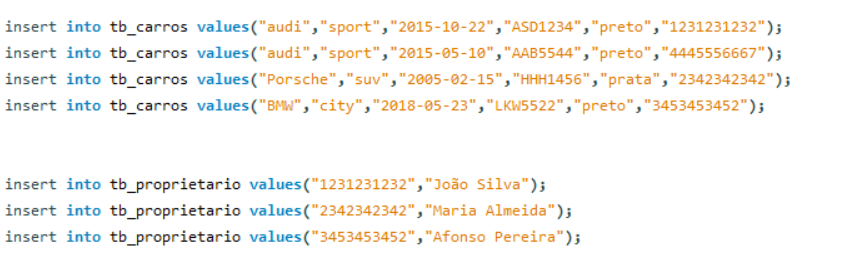 insert into tb_carros values("audi","sport","2015-10-22","ASD1234","preto","1231231232");
insert into tb_carros values("audi","sport","2015-05-10","AAB5544","preto","4445556667");
insert into tb_carros values("Porsche","suv","2005-02-15","HHH1456","prata","2342342342");
insert into tb_carros values("BMW","city","2018-05-23","LKW5522","preto","3453453452");
insert into tb_proprietario values("1231231232","João Silva");
insert into tb_proprietario values("2342342342","Maria Almeida");
insert into tb_proprietario values("3453453452","Afonso Pereira");